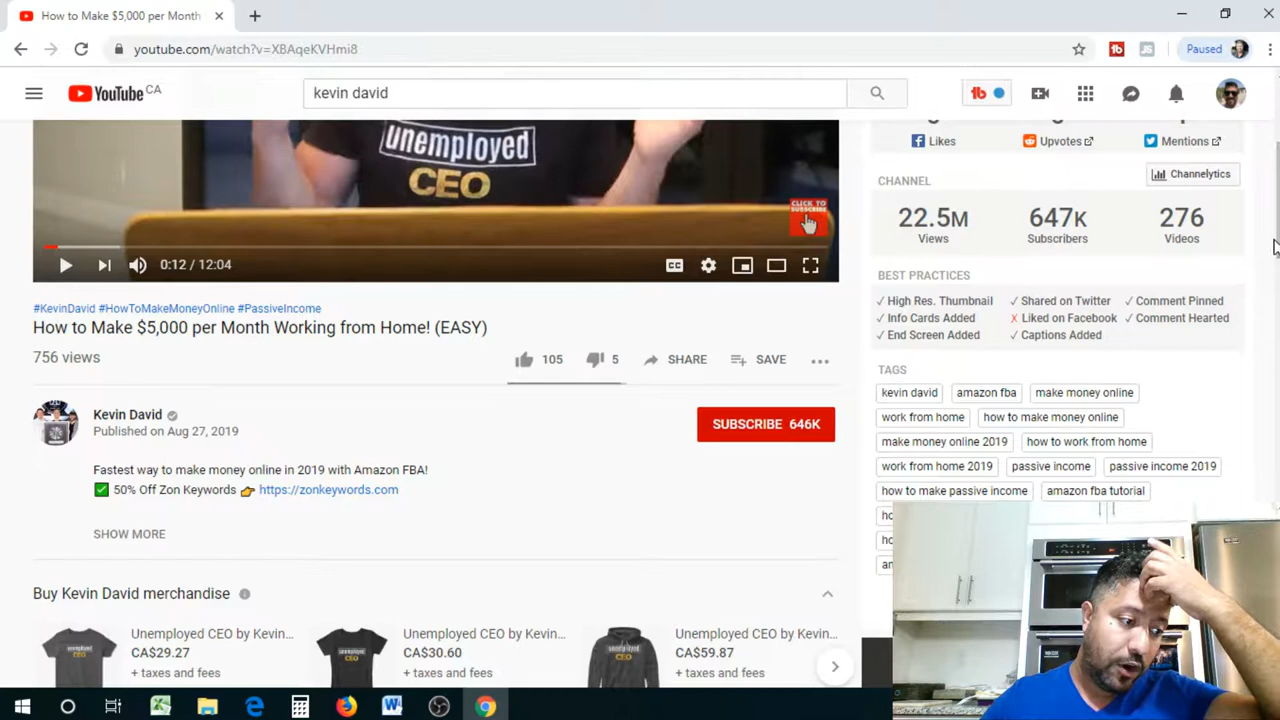 How to Make $5,000 per Month
youtube.com/watch?v=XBAqeKVHmi8
tb
JS
Paused
YouTube CA
kevin david
tb
unemployed
CEO
CLICK TO
SUBSCRIBE
0:12 / 12:04
CC
#KevinDavid #HowToMakeMoneyOnline #PassiveIncome
How to Make $5,000 per Month Working from Home! (EASY)
756 views
105
5
SHARE
SAVE
Kevin David
Published on Aug 27, 2019
SUBSCRIBE 646K
Fastest way to make money online in 2019 with Amazon FBA!
50% Off Zon Keywords https://zonkeywords.com
SHOW MORE
Buy Kevin David merchandise
Unemployed CEO by Kevin...
CA$29.27
+ taxes and fees
Unemployed CEO by Kevin...
CA$30.60
+ taxes and fees
Unemployed CEO by Kevin...
CA$59.87
+ taxes and fees
Likes
Upvotes
Mentions
CHANNEL
Channelytics
22.5M
Views
647K
Subscribers
276
Videos
BEST PRACTICES
✓ High Res. Thumbnail ✓ Shared on Twitter ✓ Comment Pinned
✓ Info Cards Added X Liked on Facebook ✓ Comment Hearted
✓ End Screen Added ✓ Captions Added
TAGS
kevin david amazon fba make money online
work from home how to make money online
make money online 2019 how to work from home
work from home 2019 passive income passive income 2019
how to make passive income amazon fba tutorial